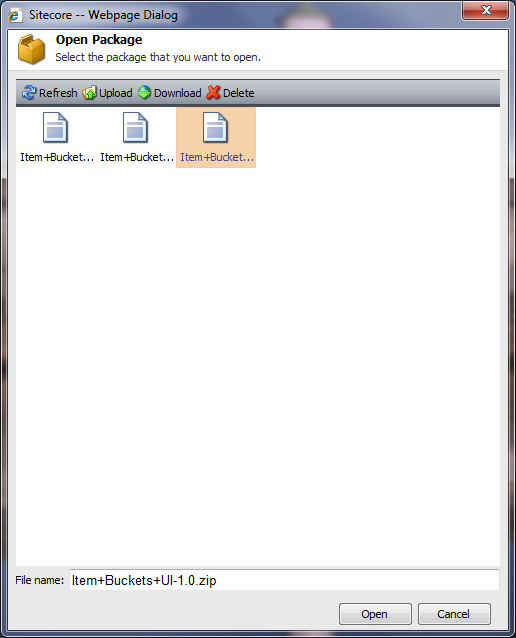 Sitecore -- Webpage Dialog
Open Package
Select the package that you want to open.
Refresh Upload Download Delete
Item+Bucket... Item+Bucket... Item+Bucket...
File name: Item+Buckets+UI-1.0.zip
Open Cancel